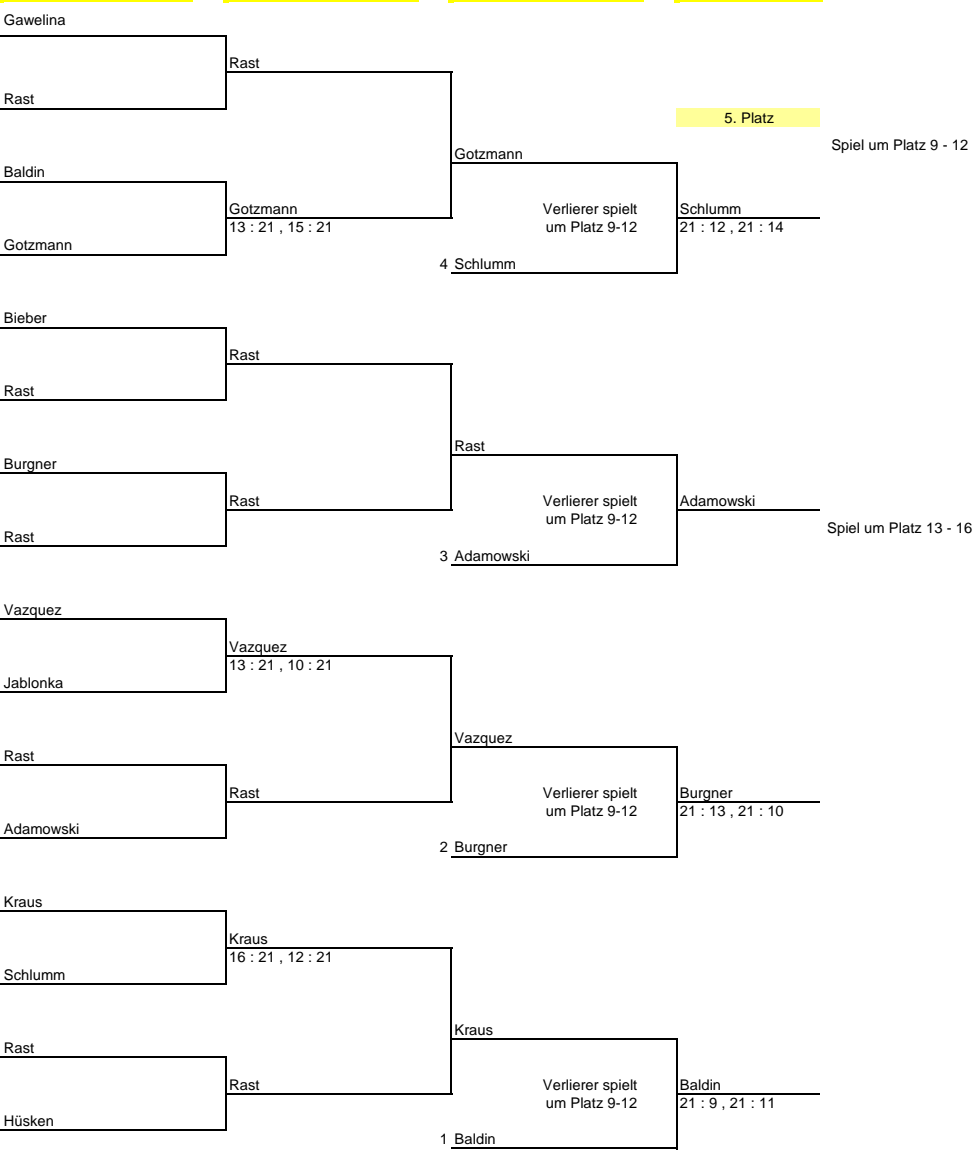 Gawelina
Rast
Rast
5. Platz
Spiel um Platz 9 - 12
Gotzmann
Baldin
Gotzmann
13 : 21 , 15 : 21
Verlierer spielt
um Platz 9-12
Schlumm
21 : 12 , 21 : 14
Gotzmann
4 Schlumm
Bieber
Rast
Rast
Rast
Burgner
Rast
Verlierer spielt
um Platz 9-12
Adamowski
Spiel um Platz 13 - 16
Rast
3 Adamowski
Vazquez
Vazquez
13 : 21 , 10 : 21
Jablonka
Vazquez
Rast
Rast
Verlierer spielt
um Platz 9-12
Burgner
21 : 13 , 21 : 10
Adamowski
2 Burgner
Kraus
Kraus
16 : 21 , 12 : 21
Schlumm
Kraus
Rast
Rast
Verlierer spielt
um Platz 9-12
Baldin
21 : 9 , 21 : 11
Hüsken
1 Baldin